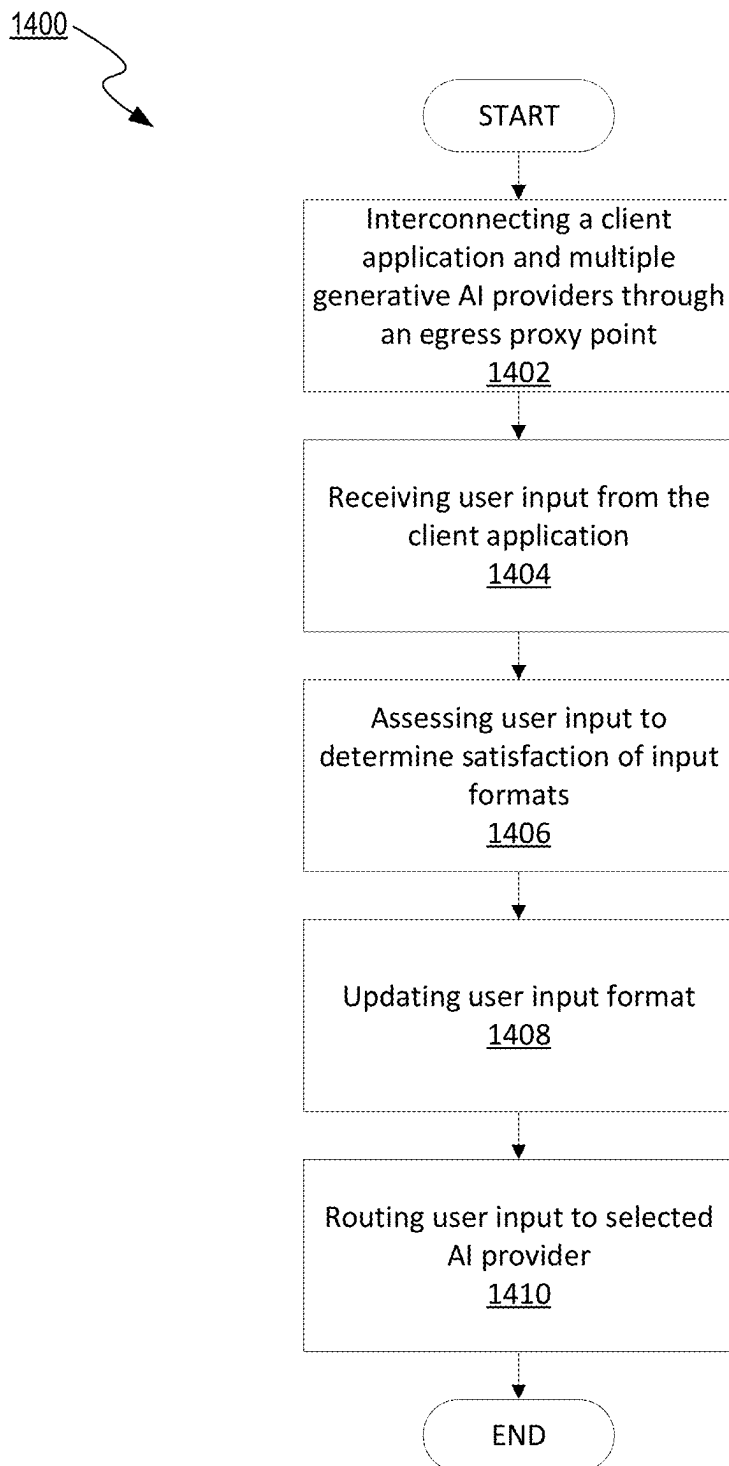 1400
START
Interconnecting a client
application and multiple
generative AI providers through
an egress proxy point
1402
Receiving user input from the
client application
1404
Assessing user input to
determine satisfaction of input
formats
1406
Updating user input format
1408
Routing user input to selected
AI provider
1410
END